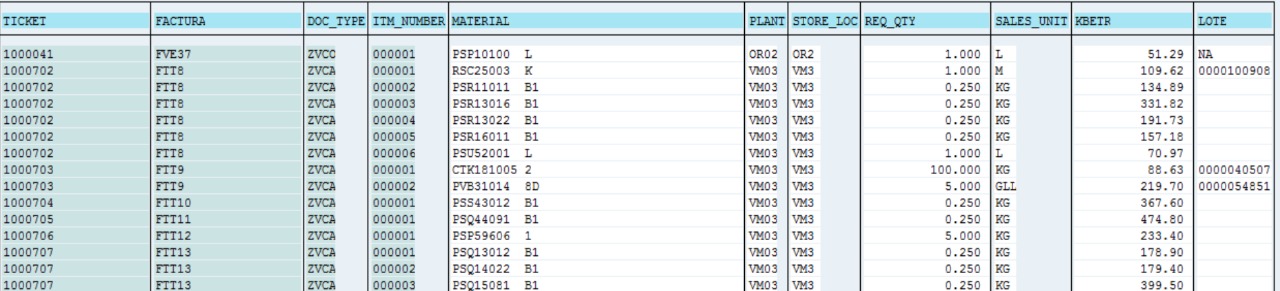 TICKET FACTURA DOC_TYPE ITM_NUMBER MATERIAL PLANT STORE_LOC REQ_QTY SALES_UNIT KBETR LOTE
1000041 FVE37 ZVCO 000001 PSP10100 L OR02 OR2 1.000 L 51.29 NA
1000702 FTT8 ZVCA 000001 RSC25003 K VM03 VM3 1.000 M 109.62 0000100908
1000702 FTT8 ZVCA 000002 PSR11011 B1 VM03 VM3 0.250 KG 134.89
1000702 FTT8 ZVCA 000003 PSR13016 B1 VM03 VM3 0.250 KG 331.82
1000702 FTT8 ZVCA 000004 PSR13022 B1 VM03 VM3 0.250 KG 191.73
1000702 FTT8 ZVCA 000005 PSR16011 B1 VM03 VM3 0.250 KG 157.18
1000702 FTT8 ZVCA 000006 PSU52001 L VM03 VM3 1.000 L 70.97
1000703 FTT9 ZVCA 000001 CTK181005 2 VM03 VM3 100.000 KG 88.63 0000040507
1000703 FTT9 ZVCA 000002 PVB31014 8D VM03 VM3 5.000 GLL 219.70 0000054851
1000704 FTT10 ZVCA 000001 PSS43012 B1 VM03 VM3 0.250 KG 367.60
1000705 FTT11 ZVCA 000001 PSQ44091 B1 VM03 VM3 0.250 KG 474.80
1000706 FTT12 ZVCA 000001 PSP59606 1 VM03 VM3 5.000 KG 233.40
1000707 FTT13 ZVCA 000001 PSQ13012 B1 VM03 VM3 0.250 KG 178.90
1000707 FTT13 ZVCA 000002 PSQ14022 B1 VM03 VM3 0.250 KG 179.40
1000707 FTT13 ZVCA 000003 PSQ15081 B1 VM03 VM3 0.250 KG 399.50